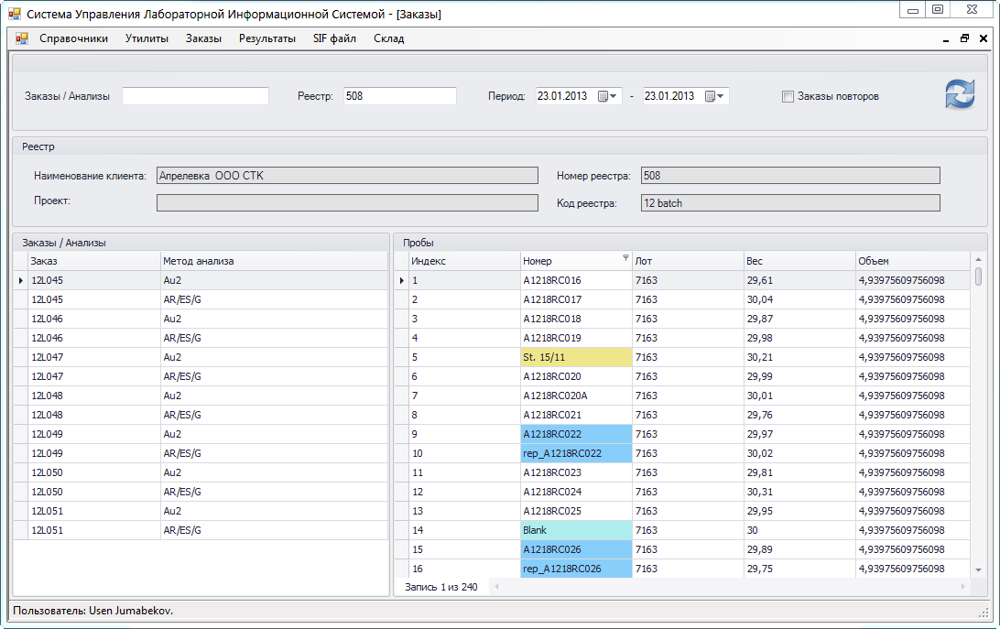 Система Управления Лабораторной Информационной Системой - [Заказы]
Справочники Утилиты Заказы Результаты SIF файл Склад
Заказы / Анализы Реестр: 508 Период: 23.01.2013 - 23.01.2013 Заказы повторов
Реестр
Наименование клиента: Апрелевка ООО СТК Номер реестра: 508
Проект: Код реестра: 12 batch
Заказы / Анализы Пробы
Заказ Метод анализа Индекс Номер Лот Вес Объем
12L045 Au2 1 A1218RC016 7163 29,61 4,93975609756098
12L045 AR/ES/G 2 A1218RC017 7163 30,04 4,93975609756098
12L046 Au2 3 A1218RC018 7163 29,87 4,93975609756098
12L046 AR/ES/G 4 A1218RC019 7163 29,98 4,93975609756098
12L047 Au2 5 St. 15/11 7163 30,21 4,93975609756098
12L047 AR/ES/G 6 A1218RC020 7163 29,99 4,93975609756098
12L048 Au2 7 A1218RC020A 7163 30,01 4,93975609756098
12L048 AR/ES/G 8 A1218RC021 7163 29,76 4,93975609756098
12L049 Au2 9 A1218RC022 7163 29,97 4,93975609756098
12L049 AR/ES/G 10 rep_A1218RC022 7163 30,02 4,93975609756098
12L050 Au2 11 A1218RC023 7163 29,81 4,93975609756098
12L050 AR/ES/G 12 A1218RC024 7163 30,31 4,93975609756098
12L051 Au2 13 A1218RC025 7163 29,95 4,93975609756098
12L051 AR/ES/G 14 Blank 7163 30 4,93975609756098
15 A1218RC026 7163 29,89 4,93975609756098
16 rep_A1218RC026 7163 29,75 4,93975609756098
Запись 1 из 240
Пользователь: Usen Jumabekov.